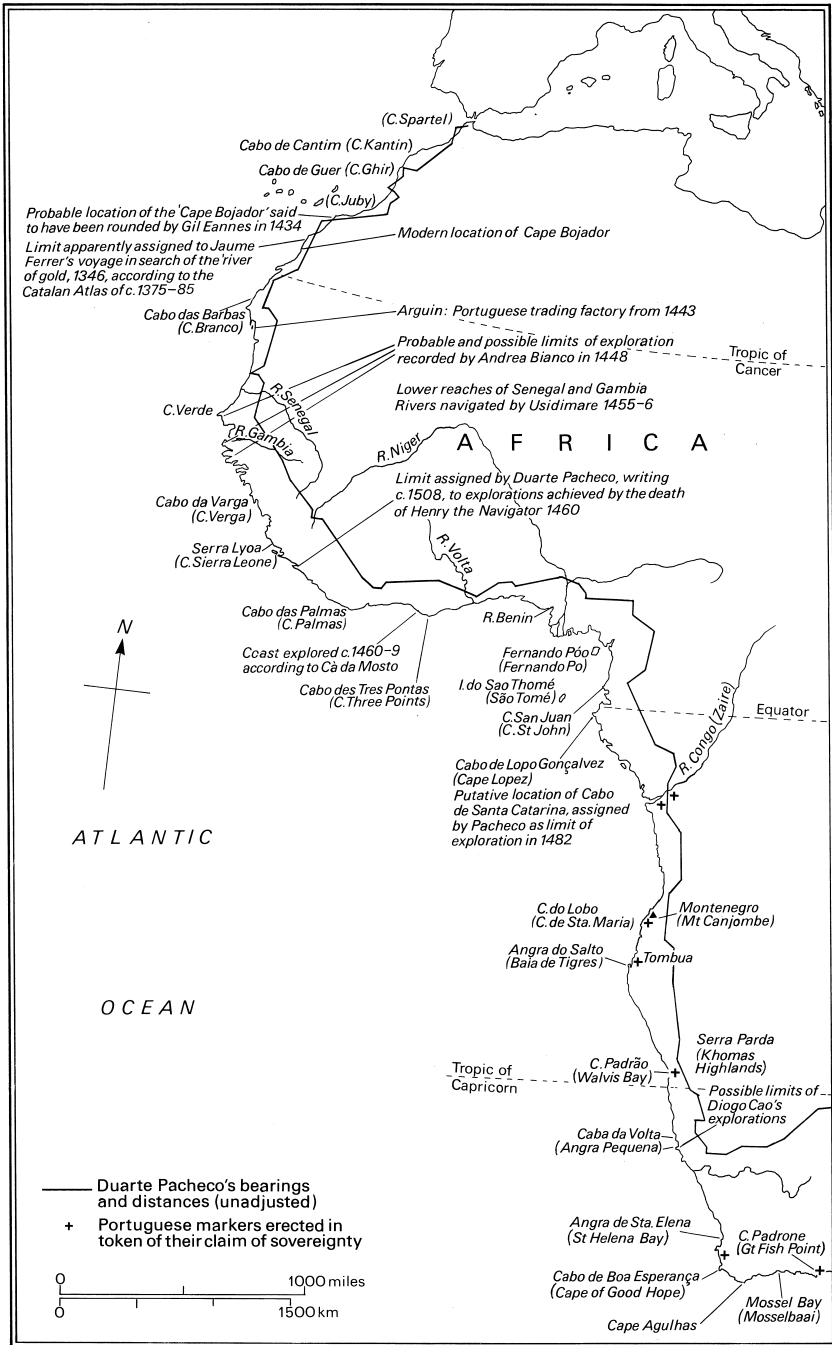 (C.Spartel)
Cabo de Cantim (C.Kantin)
Cabo de Guer (C.Ghir)
(C.Juby)
Probable location of the 'Cape Bojador' said
to have been rounded by Gil Eannes in 1434
Limit apparently assigned to Jaume
Ferrer's voyage in search of the 'river
of gold, 1346, according to the
Catalan Atlas of c.1375–85
Modern location of Cape Bojador
Cabo das Barbas
(C.Branco)
Arguin: Portuguese trading factory from 1443
Probable and possible limits of exploration
recorded by Andrea Bianco in 1448
Tropic of
Cancer
Lower reaches of Senegal and Gambia
Rivers navigated by Usidimare 1455–6
C.Verde
R.Senegal
R.Gambia
R.Niger
AFRICA
Limit assigned by Duarte Pacheco, writing
c.1508, to explorations achieved by the death
of Henry the Navigator 1460
Cabo da Varga
(C.Verga)
Serra Lyoa
(C.Sierra Leone)
R.Volta
Cabo das Palmas
(C.Palmas)
R.Benin
N
Coast explored c.1460–9
according to Cà da Mosto
Fernando Póo
(Fernando Po)
Cabo des Tres Pontas
(C.Three Points)
I.do Sao Thomé
(São Tomé)
C.San Juan
(C.St John)
Equator
R.Congo (Zaire)
Cabo de Lopo Gonçalvez
(Cape Lopez)
Putative location of Cabo
de Santa Catarina, assigned
by Pacheco as limit of
exploration in 1482
ATLANTIC
C.do Lobo
(C.de Sta.Maria)
Montenegro
(Mt Canjombe)
Angra do Salto
(Baia de Tigres)
Tombua
OCEAN
Serra Parda
(Khomas
Highlands)
C.Padrão
(Walvis Bay)
Tropic of
Capricorn
Possible limits of
Diogo Cao's
explorations
Caba da Volta
(Angra Pequena)
Duarte Pacheco's bearings
and distances (unadjusted)
+ Portuguese markers erected in
token of their claim of sovereignty
Angra de Sta.Elena
(St Helena Bay)
C.Padrone
(Gt Fish Point)
Cabo de Boa Esperança
(Cape of Good Hope)
Mossel Bay
(Mosselbaai)
Cape Agulhas
0 1000 miles
0 1500 km